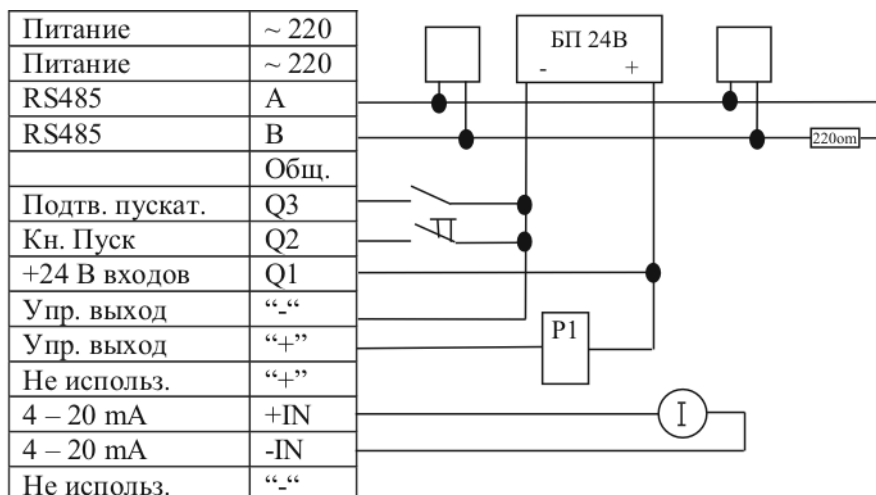 Питание ~ 220
Питание ~ 220
RS485 A
RS485 B
Общ.
Подтв. пускат. Q3
Кн. Пуск Q2
+24 В входов Q1
Упр. выход “-“
Упр. выход “+”
Не использ. “+”
4 – 20 mA +IN
4 – 20 mA -IN
Не использ. “-“
БП 24В
- +
220om
P1
I